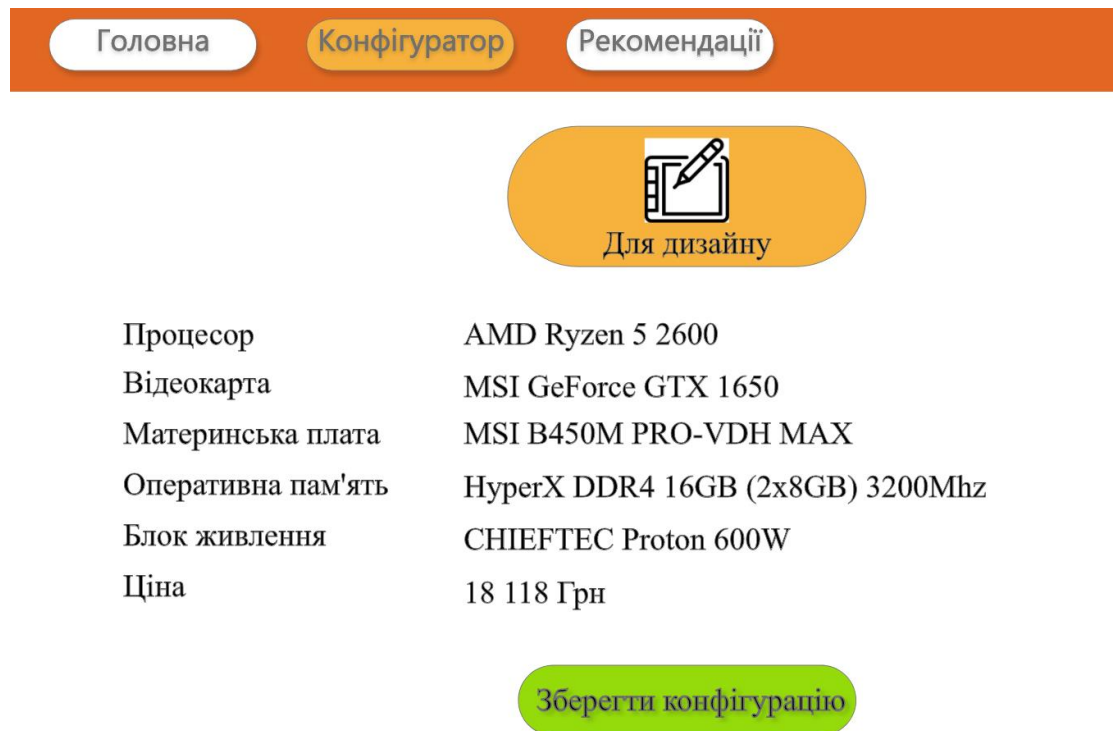 Головна Конфігуратор Рекомендації
Для дизайну
Процесор AMD Ryzen 5 2600
Відеокарта MSI GeForce GTX 1650
Материнська плата MSI B450M PRO-VDH MAX
Оперативна пам'ять HyperX DDR4 16GB (2x8GB) 3200Mhz
Блок живлення CHIEFTEC Proton 600W
Ціна 18 118 Грн
Зберегти конфігурацію